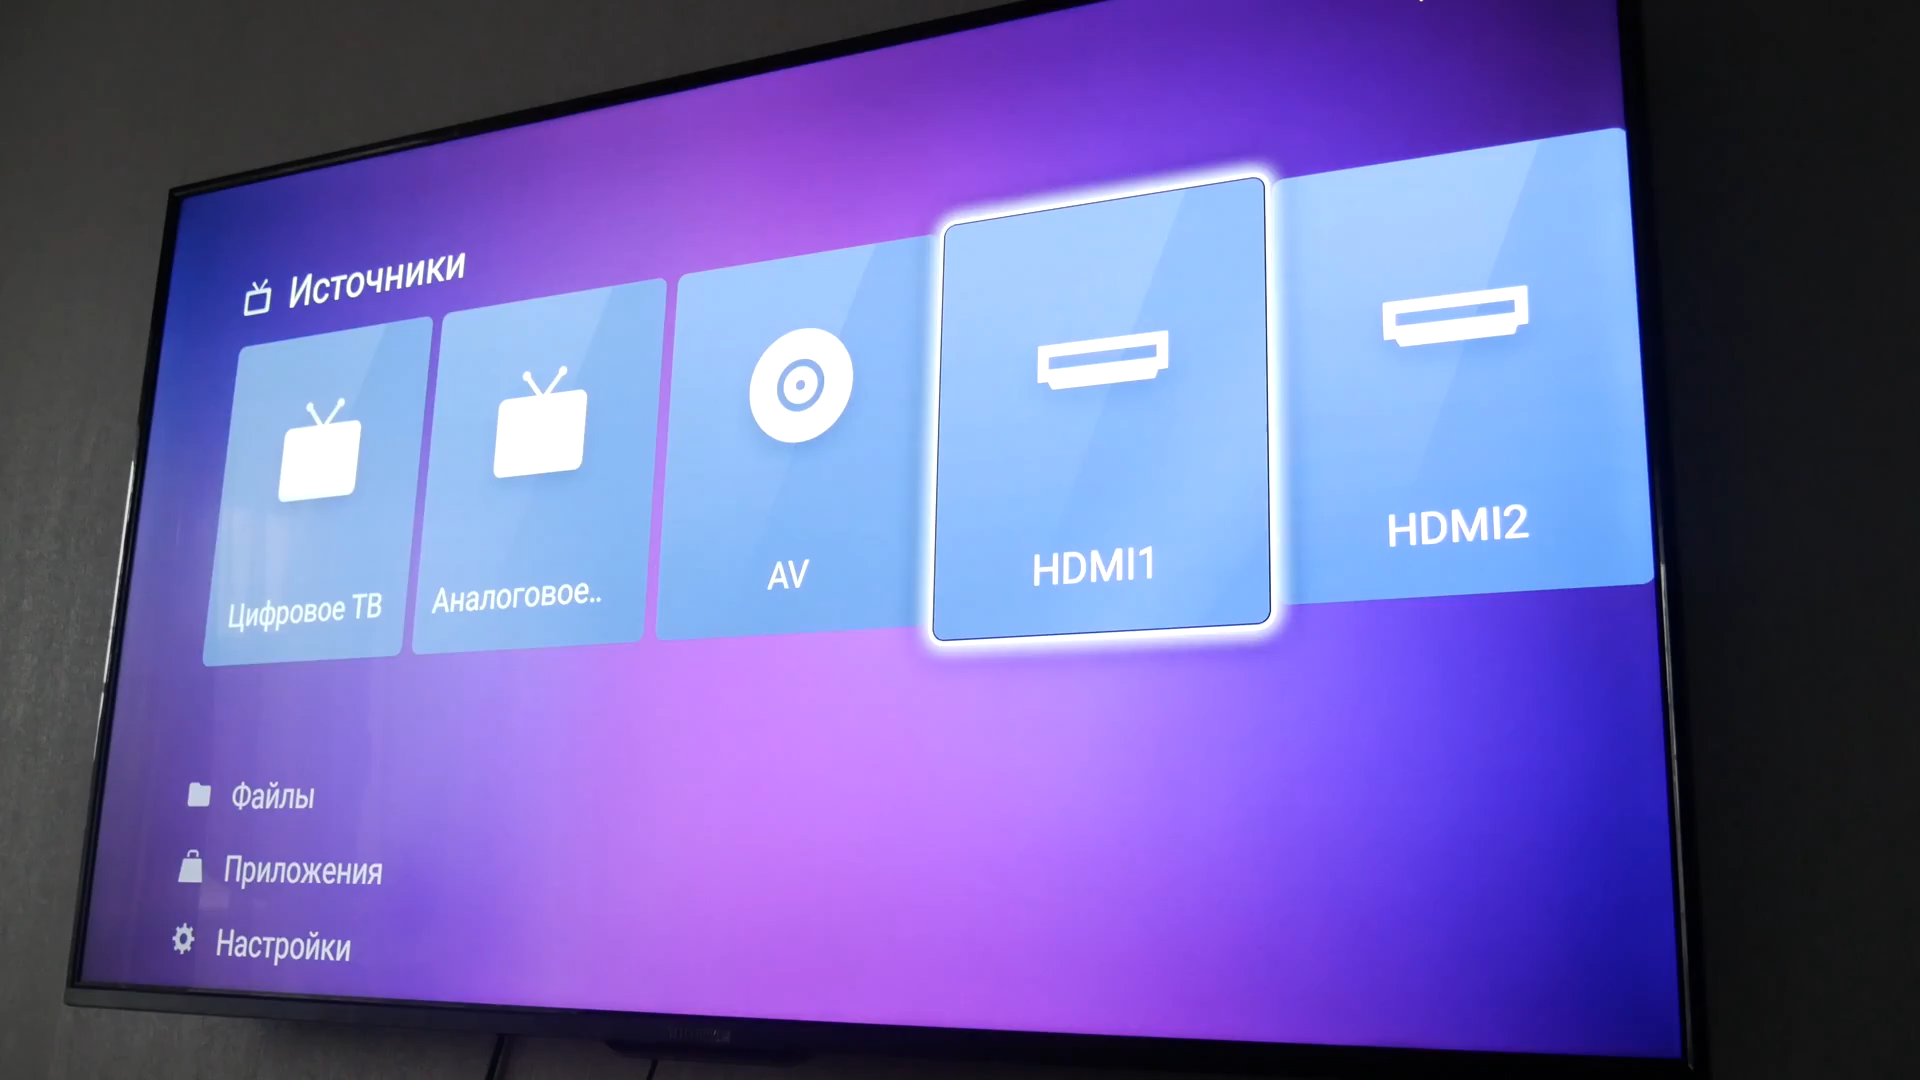 Источники
Цифровое ТВ
Аналоговое..
AV
HDMI1
HDMI2
Файлы
Приложения
Настройки